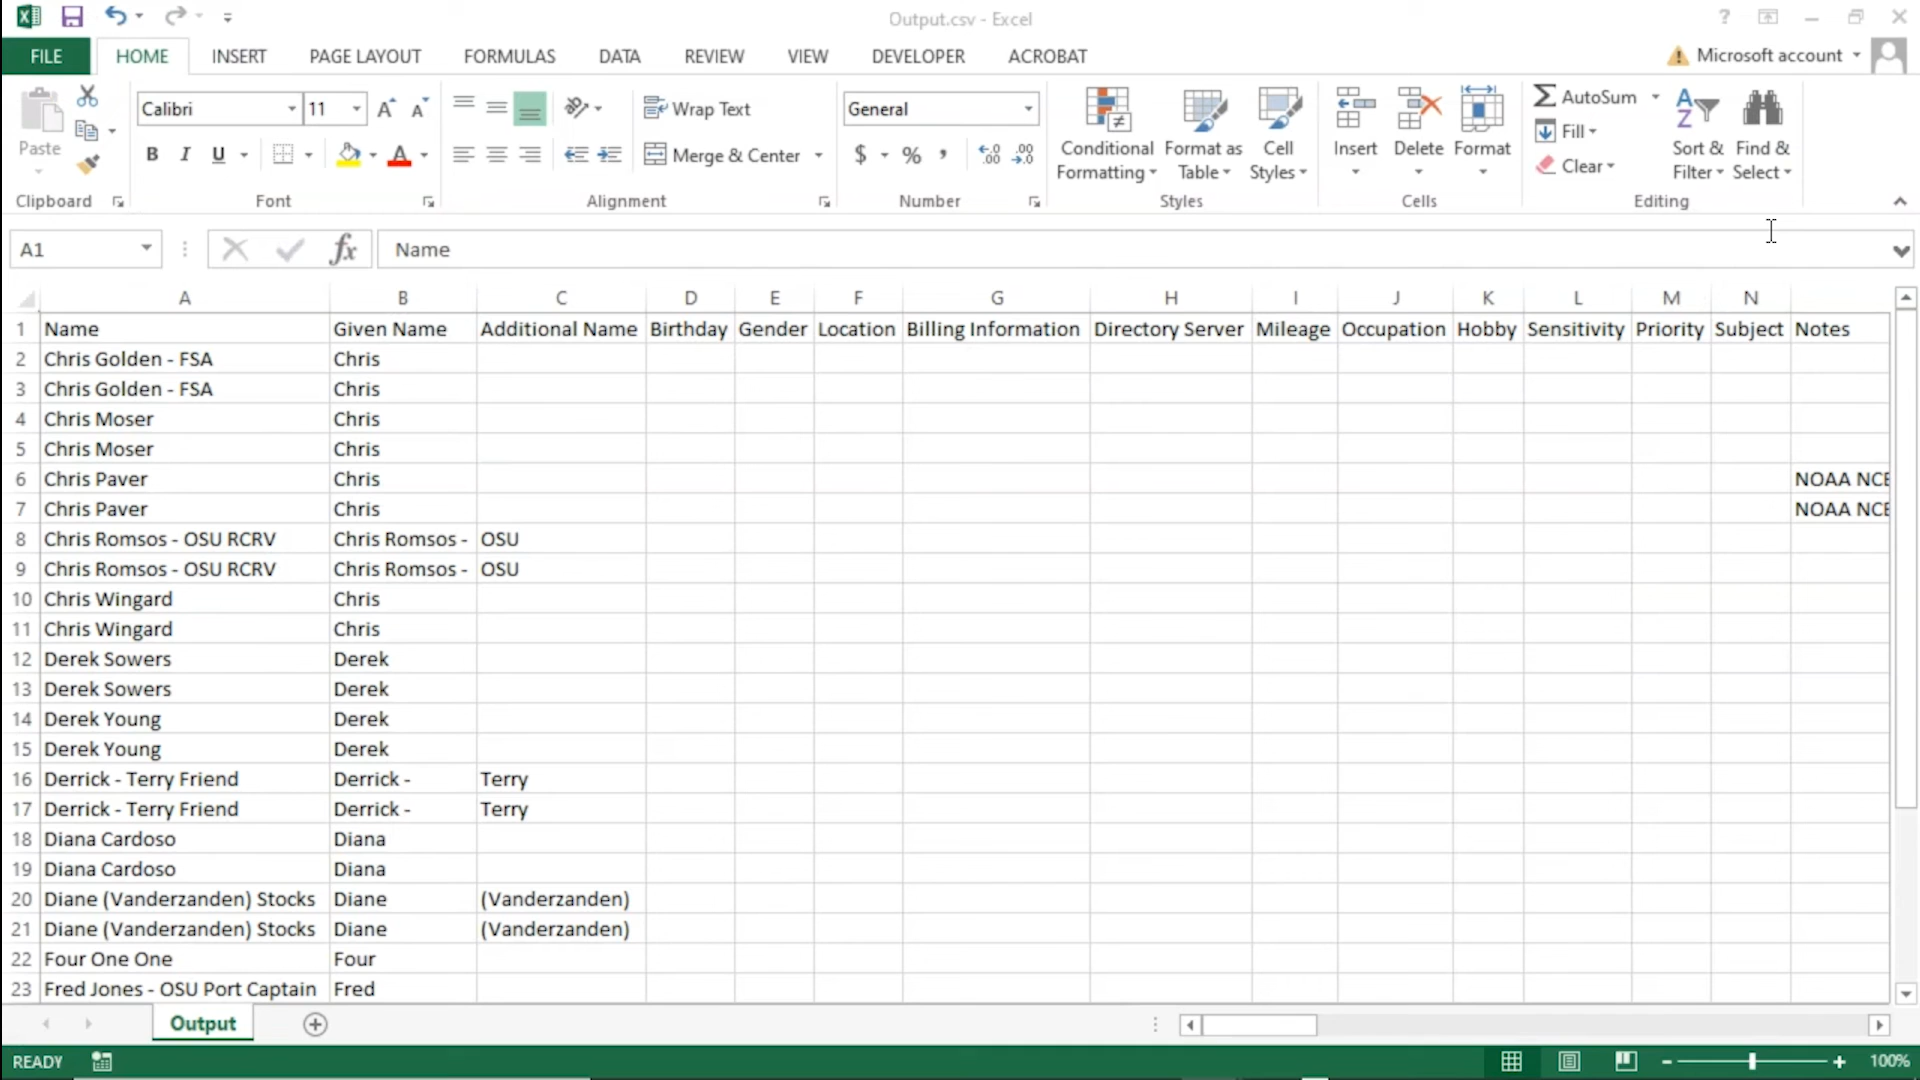 Output.csv - Excel
FILE HOME INSERT PAGE LAYOUT FORMULAS DATA REVIEW VIEW DEVELOPER ACROBAT Microsoft account
Calibri 11 Wrap Text General AutoSum
Paste Fill
B I U Merge & Center $ % , Conditional Formatting Format as Table Cell Styles Insert Delete Format Clear Sort & Filter Find & Select
Clipboard Font Alignment Number Styles Cells Editing
A1 fx Name
A B C D E F G H I J K L M N
1 Name Given Name Additional Name Birthday Gender Location Billing Information Directory Server Mileage Occupation Hobby Sensitivity Priority Subject Notes
2 Chris Golden - FSA Chris
3 Chris Golden - FSA Chris
4 Chris Moser Chris
5 Chris Moser Chris
6 Chris Paver Chris NOAA NCE
7 Chris Paver Chris NOAA NCE
8 Chris Romsos - OSU RCRV Chris Romsos - OSU
9 Chris Romsos - OSU RCRV Chris Romsos - OSU
10 Chris Wingard Chris
11 Chris Wingard Chris
12 Derek Sowers Derek
13 Derek Sowers Derek
14 Derek Young Derek
15 Derek Young Derek
16 Derrick - Terry Friend Derrick - Terry
17 Derrick - Terry Friend Derrick - Terry
18 Diana Cardoso Diana
19 Diana Cardoso Diana
20 Diane (Vanderzanden) Stocks Diane (Vanderzanden)
21 Diane (Vanderzanden) Stocks Diane (Vanderzanden)
22 Four One One Four
23 Fred Jones - OSU Port Captain Fred
Output
READY 100%